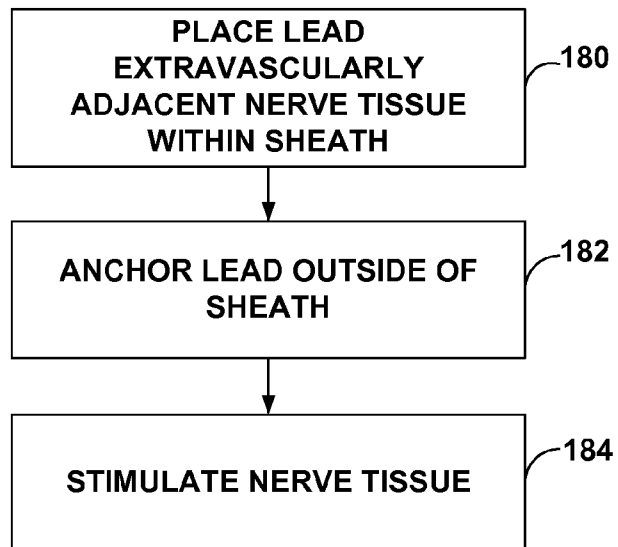 PLACE LEAD
EXTRAVASCULARLY
ADJACENT NERVE TISSUE
WITHIN SHEATH
180
ANCHOR LEAD OUTSIDE OF
SHEATH
182
STIMULATE NERVE TISSUE
184